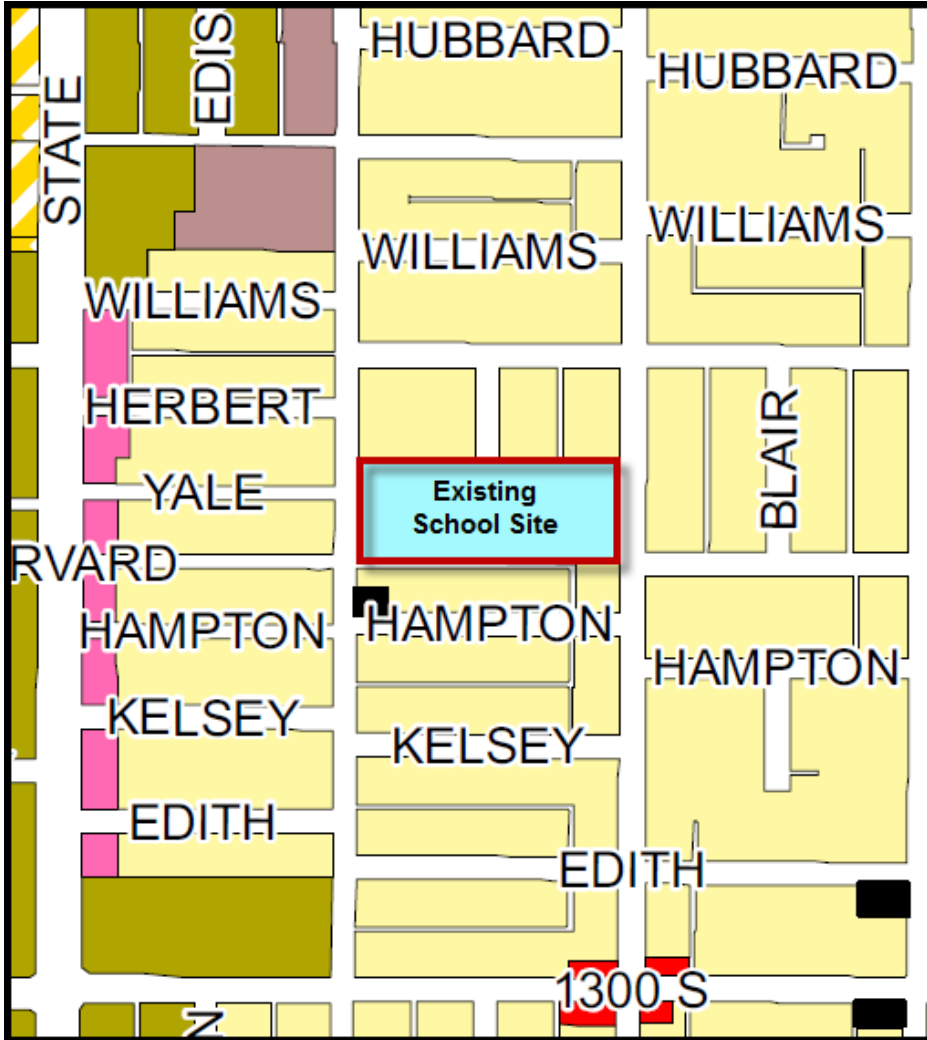 HUBBARD
EDIS
HUBBARD
STATE
WILLIAMS
WILLIAMS
WILLIAMS
HERBERT
BLAIR
YALE
Existing
School Site
RVARD
HAMPTON
HAMPTON
HAMPTON
KELSEY
KELSEY
EDITH
EDITH
1300 S
N